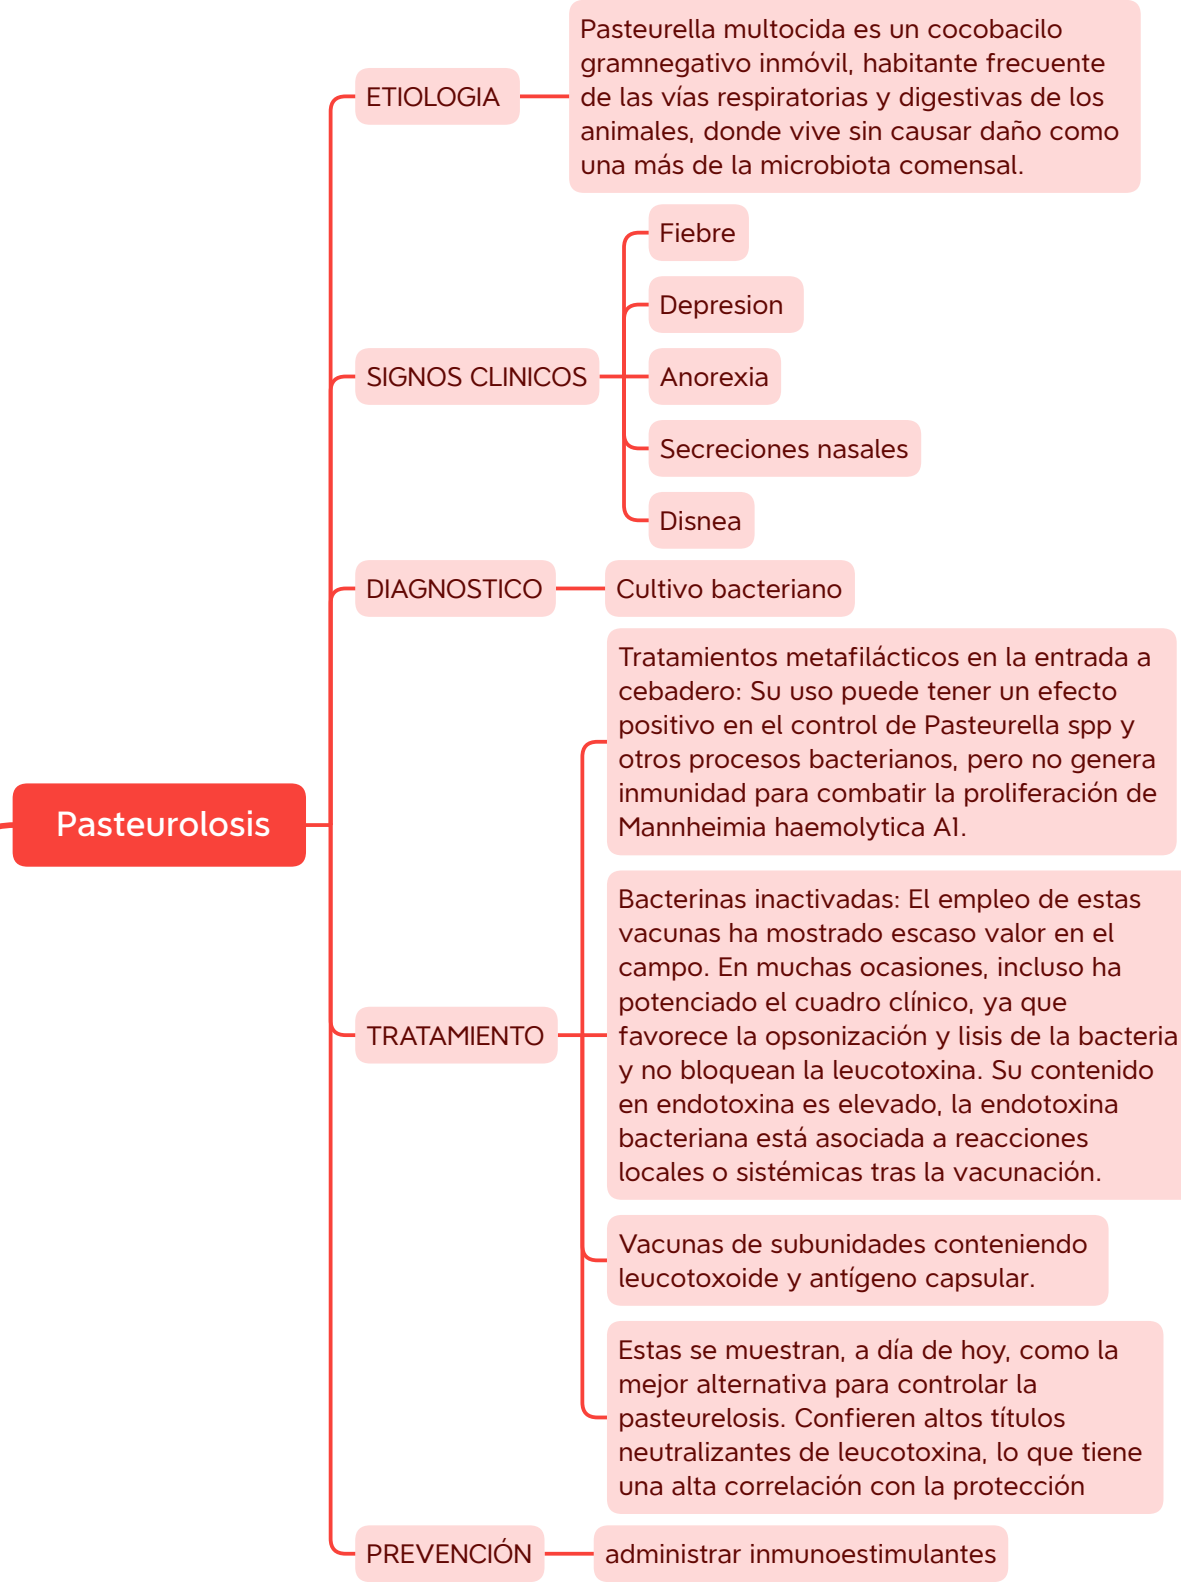 Pasteurolosis
ETIOLOGIA
Pasteurella multocida es un cocobacilo
gramnegativo inmóvil, habitante frecuente
de las vías respiratorias y digestivas de los
animales, donde vive sin causar daño como
una más de la microbiota comensal.
SIGNOS CLINICOS
Fiebre
Depresion
Anorexia
Secreciones nasales
Disnea
DIAGNOSTICO
Cultivo bacteriano
TRATAMIENTO
Tratamientos metafilácticos en la entrada a
cebadero: Su uso puede tener un efecto
positivo en el control de Pasteurella spp y
otros procesos bacterianos, pero no genera
inmunidad para combatir la proliferación de
Mannheimia haemolytica A1.
Bacterinas inactivadas: El empleo de estas
vacunas ha mostrado escaso valor en el
campo. En muchas ocasiones, incluso ha
potenciado el cuadro clínico, ya que
favorece la opsonización y lisis de la bacteria
y no bloquean la leucotoxina. Su contenido
en endotoxina es elevado, la endotoxina
bacteriana está asociada a reacciones
locales o sistémicas tras la vacunación.
Vacunas de subunidades conteniendo
leucotoxoide y antígeno capsular.
Estas se muestran, a día de hoy, como la
mejor alternativa para controlar la
pasteurelosis. Confieren altos títulos
neutralizantes de leucotoxina, lo que tiene
una alta correlación con la protección
PREVENCIÓN
administrar inmunoestimulantes